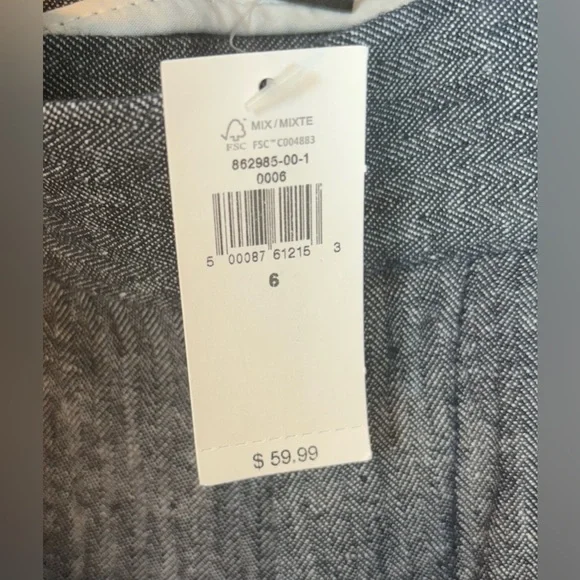 MIX/MIXTE
FSC FSC™ C004883
862985-00-1
0006
5 00087 61215 3
6
$ 59.99